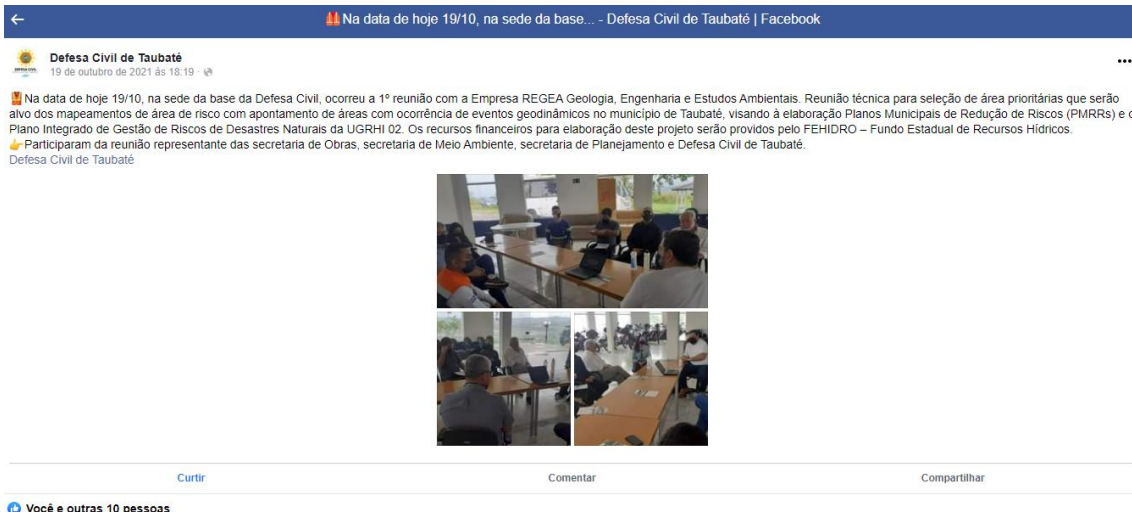 Na data de hoje 19/10, na sede da base... - Defesa Civil de Taubaté | Facebook
Defesa Civil de Taubaté
19 de outubro de 2021 às 18:19 ·
Na data de hoje 19/10, na sede da base da Defesa Civil, ocorreu a 1º reunião com a Empresa REGEA Geologia, Engenharia e Estudos Ambientais. Reunião técnica para seleção de área prioritárias que serão
alvo dos mapeamentos de área de risco com apontamento de áreas com ocorrência de eventos geodinâmicos no município de Taubaté, visando à elaboração Planos Municipais de Redução de Riscos (PMRRs) e
Plano Integrado de Gestão de Riscos de Desastres Naturais da UGRHI 02. Os recursos financeiros para elaboração deste projeto serão providos pelo FEHIDRO – Fundo Estadual de Recursos Hídricos.
Participaram da reunião representante das secretaria de Obras, secretaria de Meio Ambiente, secretaria de Planejamento e Defesa Civil de Taubaté.
Defesa Civil de Taubaté
Curtir Comentar Compartilhar
Você e outras 10 pessoas